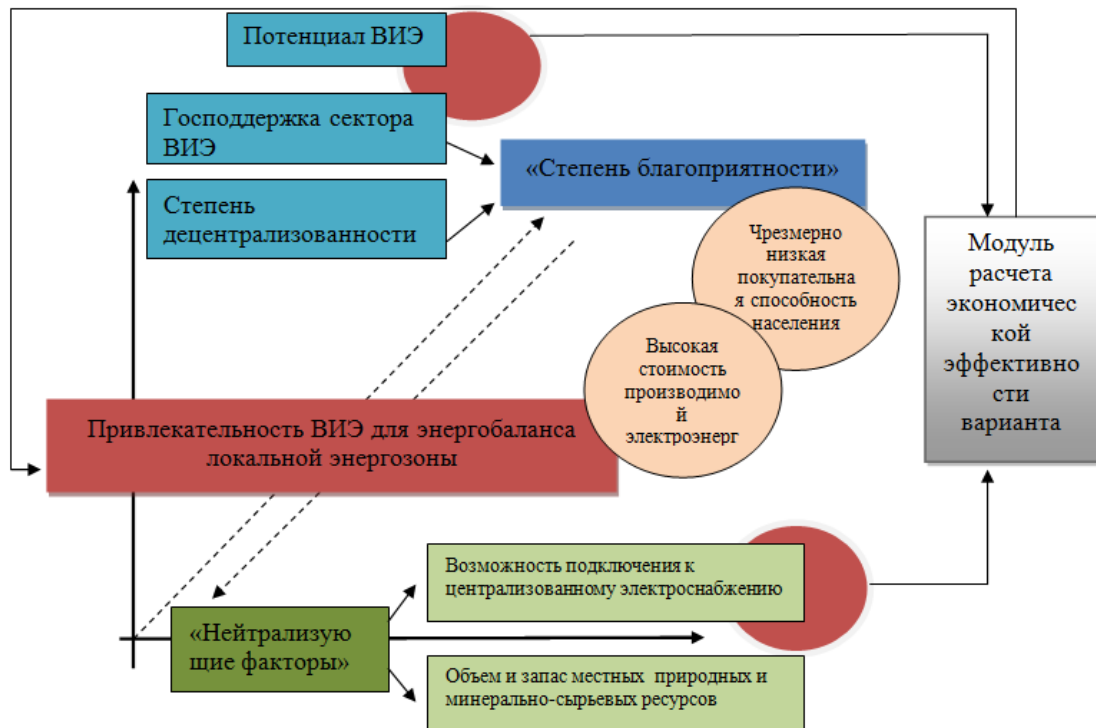 Потенциал ВИЭ
Господдержка сектора
ВИЭ
«Степень благоприятности»
Степень
децентрализованности
Чрезмерно
низкая
покупательна
я способность
населения
Модуль
расчета
экономичес
кой
эффективно
сти
варианта
Высокая
стоимость
производимо
й
электроэнерг
Привлекательность ВИЭ для энергобаланса
локальной энергозоны
Возможность подключения к
централизованному электроснабжению
«Нейтрализую
щие факторы»
Объем и запас местных природных и
минерально-сырьевых ресурсов